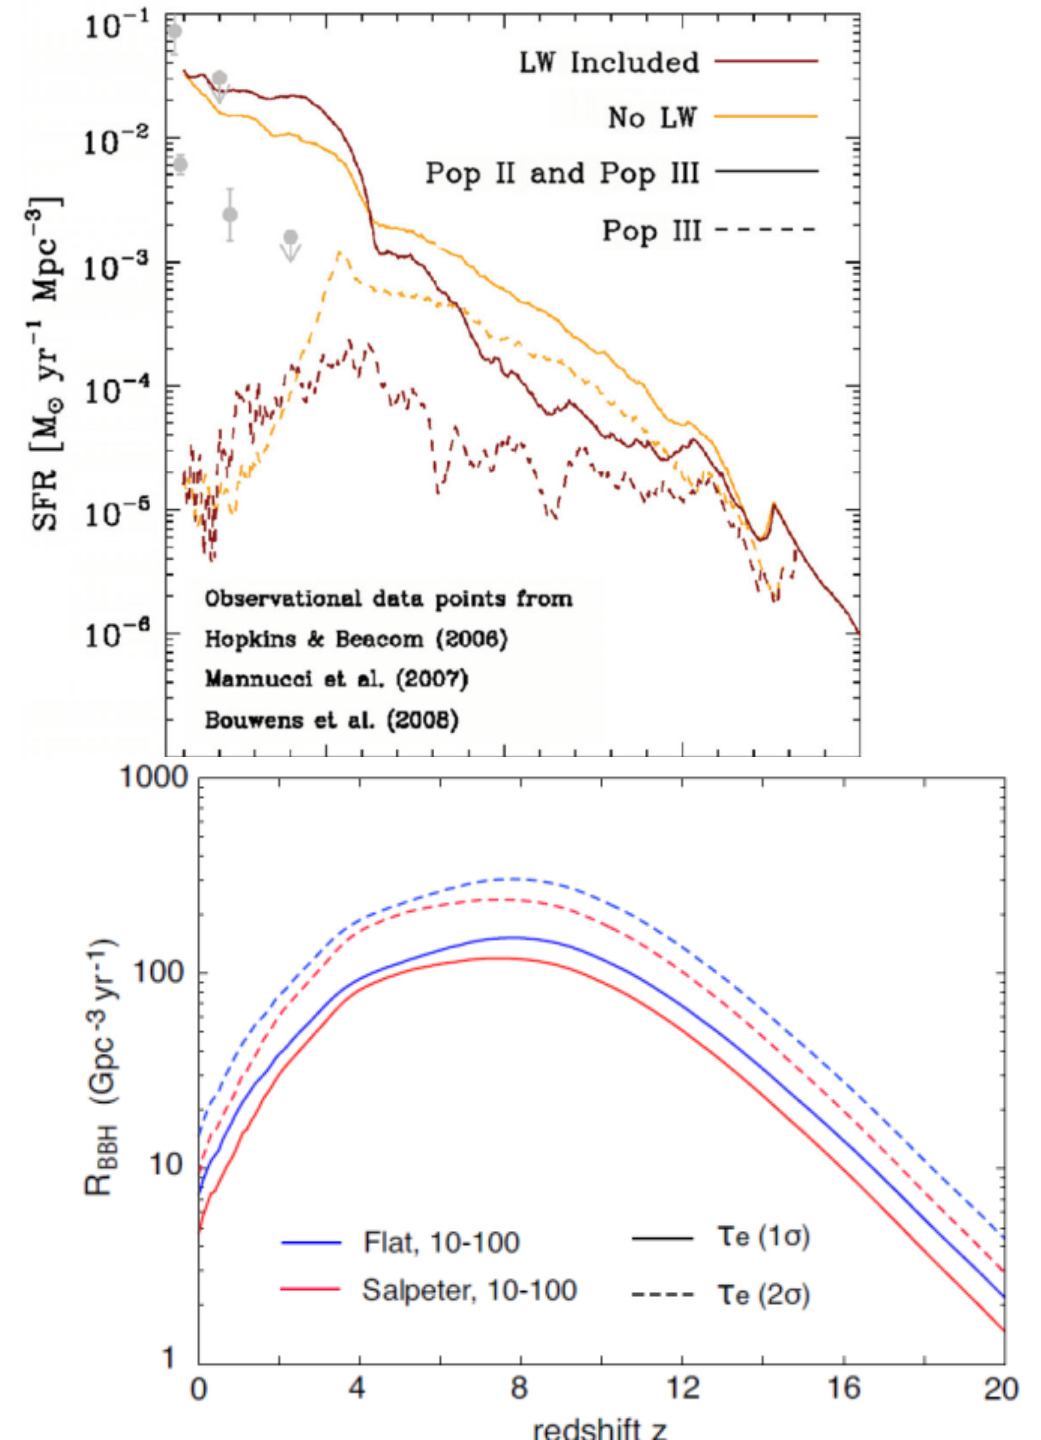 10⁻¹
LW Included
No LW
10⁻²
Pop II and Pop III
Pop III
10⁻³
SFR [M⊙ yr⁻¹ Mpc⁻³]
10⁻⁴
10⁻⁵
Observational data points from
10⁻⁶
Hopkins & Beacom (2006)
Mannucci et al. (2007)
Bouwens et al. (2008)
1000
100
R_BBH (Gpc⁻³ yr⁻¹)
10
Flat, 10-100
τe (1σ)
Salpeter, 10-100
τe (2σ)
1
0 4 8 12 16 20
redshift z